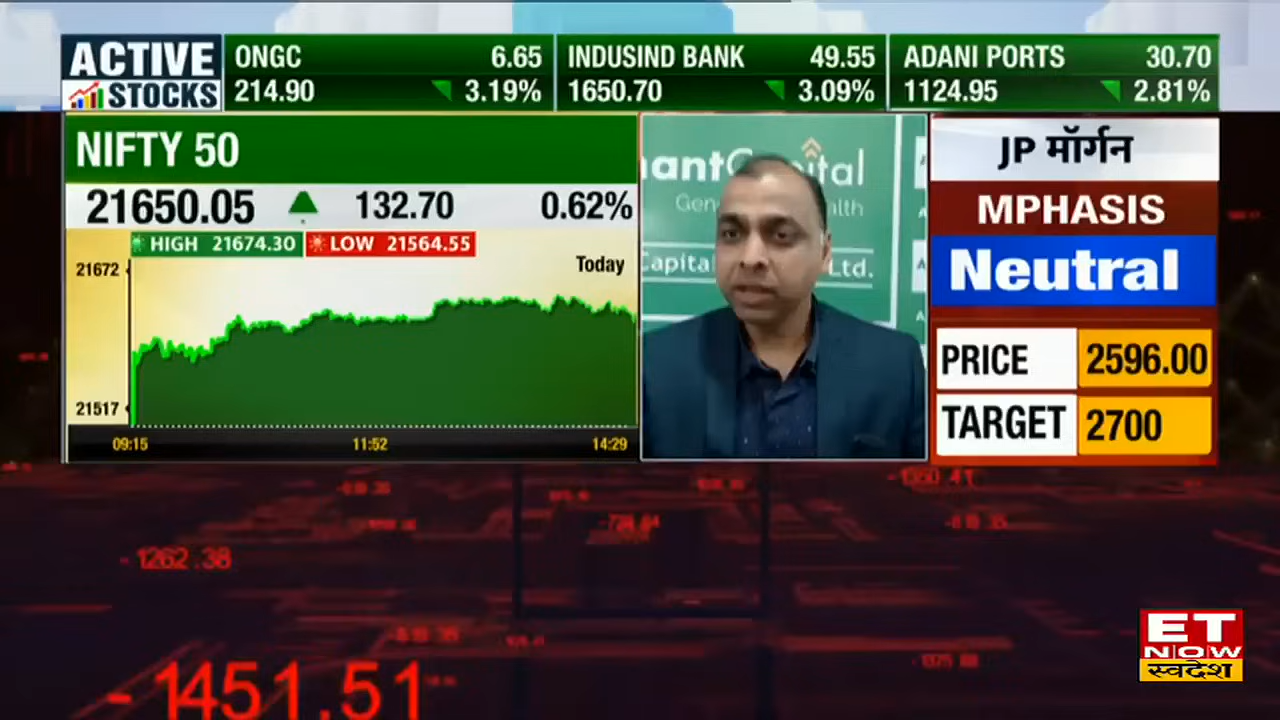 ACTIVE STOCKS
ONGC 6.65
214.90 3.19%
INDUSIND BANK 49.55
1650.70 3.09%
ADANI PORTS 30.70
1124.95 2.81%
NIFTY 50
21650.05 132.70 0.62%
HIGH 21674.30 LOW 21564.55
Today
21672
21517
09:15 11:52 14:29
Capital
Ltd.
JP मॉर्गन
MPHASIS
Neutral
PRICE 2596.00
TARGET 2700
-1262.38
-1451.51
ET
NOW
स्वदेश